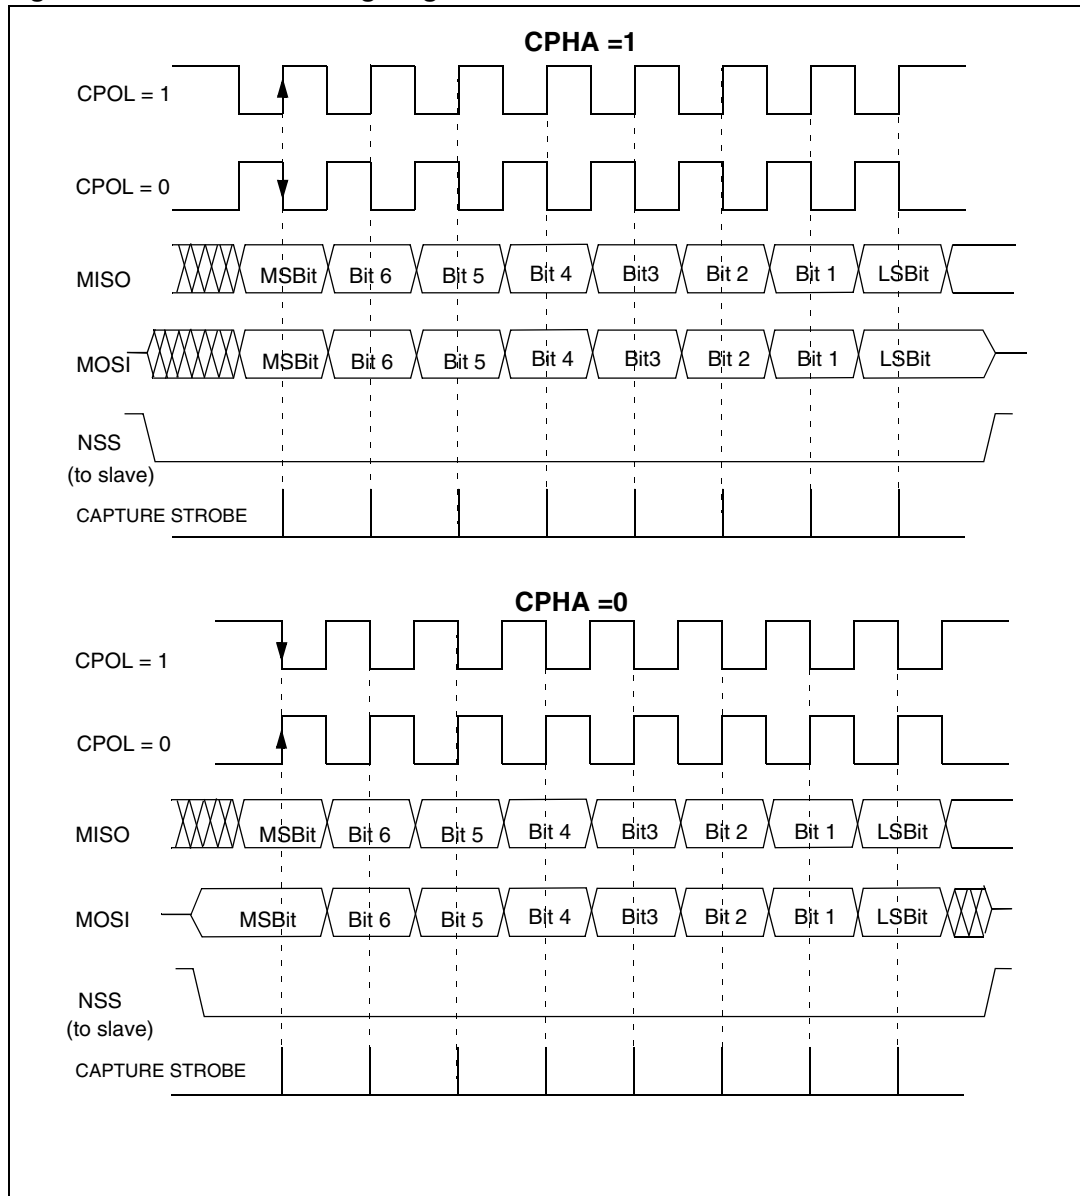 CPHA =1
CPOL = 1
CPOL = 0
MISO MSBit Bit 6 Bit 5 Bit 4 Bit3 Bit 2 Bit 1 LSBit
MOSI MSBit Bit 6 Bit 5 Bit 4 Bit3 Bit 2 Bit 1 LSBit
NSS
(to slave)
CAPTURE STROBE
CPHA =0
CPOL = 1
CPOL = 0
MISO MSBit Bit 6 Bit 5 Bit 4 Bit3 Bit 2 Bit 1 LSBit
MOSI MSBit Bit 6 Bit 5 Bit 4 Bit3 Bit 2 Bit 1 LSBit
NSS
(to slave)
CAPTURE STROBE